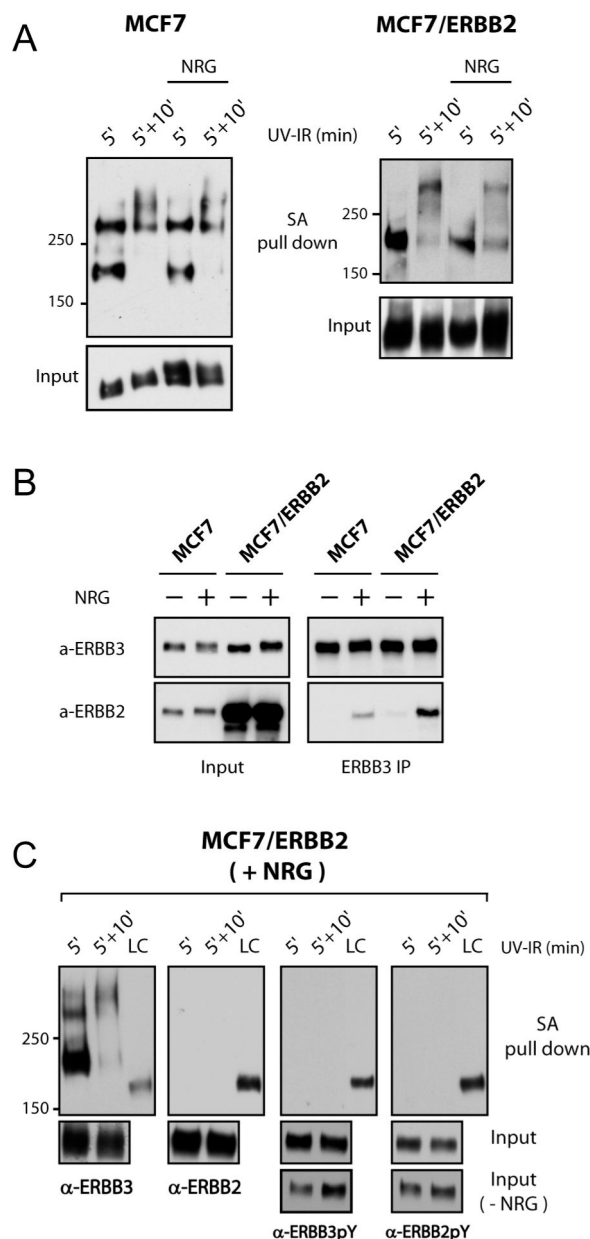 A
MCF7
MCF7/ERBB2
NRG
NRG
5' 5'+10' 5' 5'+10'
UV-IR (min)
5' 5'+10' 5' 5'+10'
250
150
SA
pull down
250
150
Input
Input
B
MCF7 MCF7/ERBB2 MCF7 MCF7/ERBB2
NRG − + − + − + − +
a-ERBB3
a-ERBB2
Input
ERBB3 IP
C
MCF7/ERBB2
( + NRG )
5' 5'+10' LC 5' 5'+10' LC 5' 5'+10' LC 5' 5'+10' LC UV-IR (min)
250
150
SA
pull down
Input
α-ERBB3 α-ERBB2
Input
( - NRG )
α-ERBB3pY α-ERBB2pY